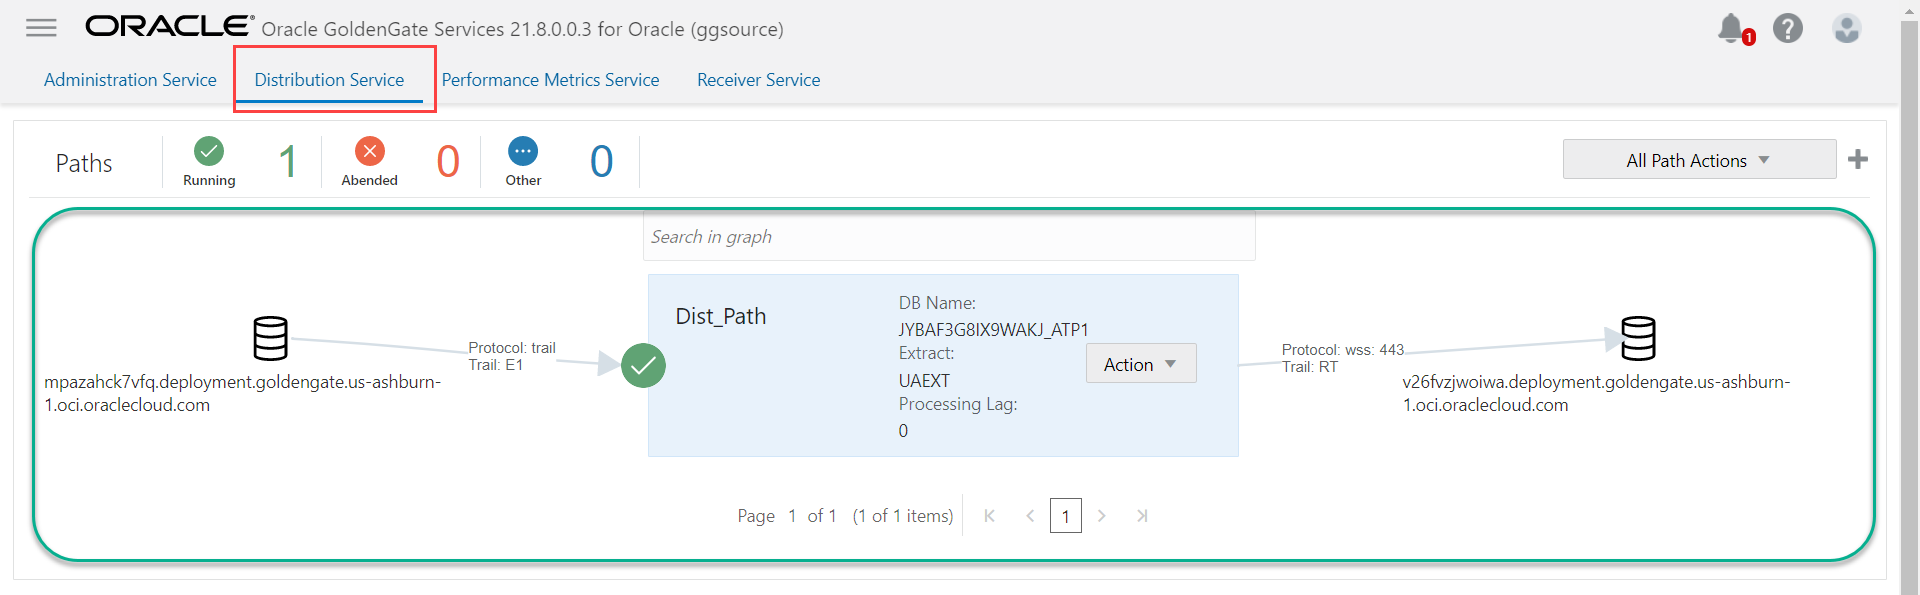 ORACLE Oracle GoldenGate Services 21.8.0.0.3 for Oracle (ggsource)
1
?
Administration Service Distribution Service Performance Metrics Service Receiver Service
Paths
Running 1
Abended 0
Other 0
All Path Actions
Search in graph
mpazahck7vfq.deployment.goldengate.us-ashburn-
1.oci.oraclecloud.com
Protocol: trail
Trail: E1
Dist_Path
DB Name:
JYBAF3G8IX9WAKJ_ATP1
Extract:
UAEXT
Processing Lag:
0
Action
Protocol: wss: 443
Trail: RT
v26fvzjwoiwa.deployment.goldengate.us-ashburn-
1.oci.oraclecloud.com
Page 1 of 1 (1 of 1 items) 1